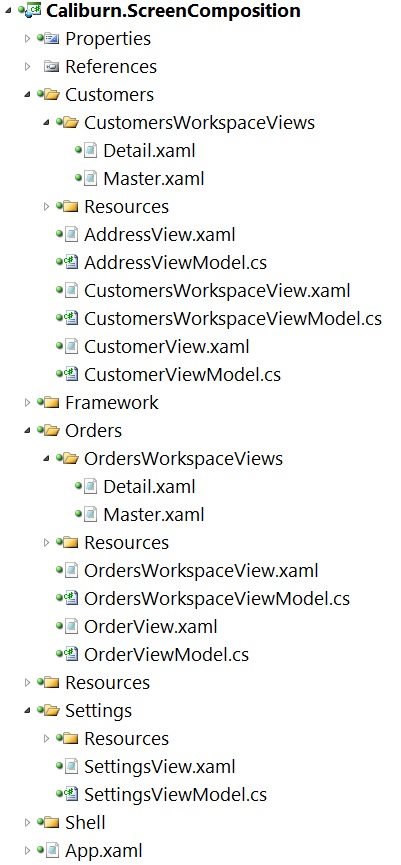 Caliburn.ScreenComposition
Properties
References
Customers
CustomersWorkspaceViews
Detail.xaml
Master.xaml
Resources
AddressView.xaml
AddressViewModel.cs
CustomersWorkspaceView.xaml
CustomersWorkspaceViewModel.cs
CustomerView.xaml
CustomerViewModel.cs
Framework
Orders
OrdersWorkspaceViews
Detail.xaml
Master.xaml
Resources
OrdersWorkspaceView.xaml
OrdersWorkspaceViewModel.cs
OrderView.xaml
OrderViewModel.cs
Resources
Settings
Resources
SettingsView.xaml
SettingsViewModel.cs
Shell
App.xaml